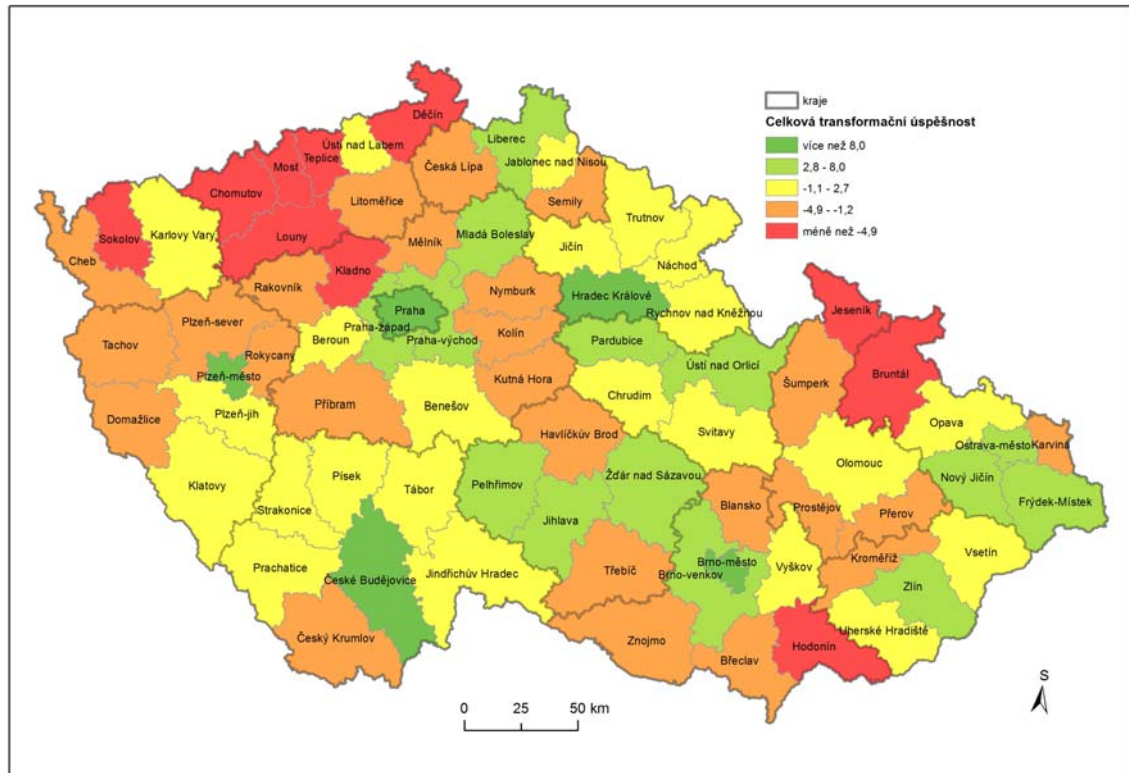 kraje
Celková transformační úspěšnost
více než 8,0
2,8 - 8,0
-1,1 - 2,7
-4,9 - -1,2
méně než -4,9
Děčín
Liberec
Ústí nad Labem
Teplice
Most
Česká Lípa
Jablonec nad Nisou
Chomutov
Litoměřice
Semily
Trutnov
Sokolov
Karlovy Vary
Louny
Mělník
Mladá Boleslav
Jičín
Cheb
Kladno
Náchod
Rakovník
Nymburk
Hradec Králové
Rychnov nad Kněžnou
Jeseník
Praha
Plzeň-sever
Praha-západ
Kolín
Tachov
Beroun
Praha-východ
Pardubice
Rokycany
Ústí nad Orlicí
Bruntál
Plzeň-město
Kutná Hora
Šumperk
Příbram
Benešov
Chrudim
Plzeň-jih
Domažlice
Opava
Havlíčkův Brod
Svitavy
Ostrava-město
Karviná
Olomouc
Písek
Žďár nad Sázavou
Nový Jičín
Klatovy
Tábor
Pelhřimov
Frýdek-Místek
Blansko
Prostějov
Strakonice
Přerov
Jihlava
Vsetín
Kroměříž
Brno-město
Prachatice
Třebíč
Vyškov
České Budějovice
Jindřichův Hradec
Brno-venkov
Zlín
Uherské Hradiště
Český Krumlov
Znojmo
Hodonín
Břeclav
S
0 25 50 km